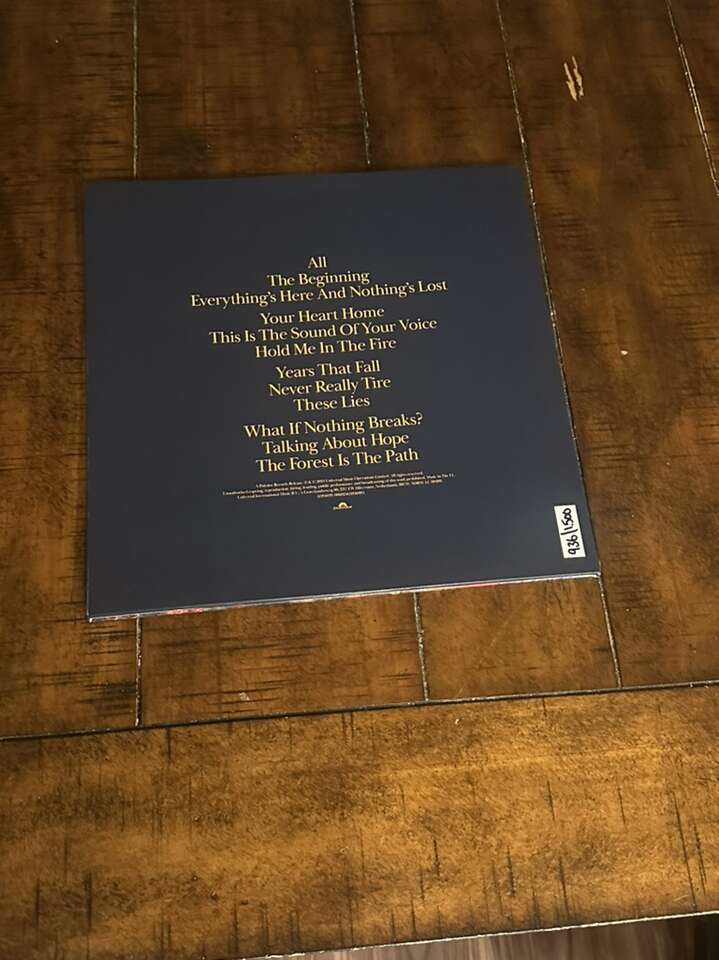 All
The Beginning
Everything's Here And Nothing's Lost
Your Heart Home
This Is The Sound Of Your Voice
Hold Me In The Fire
Years That Fall
Never Really Tire
These Lies
What If Nothing Breaks?
Talking About Hope
The Forest Is The Path
936/1500